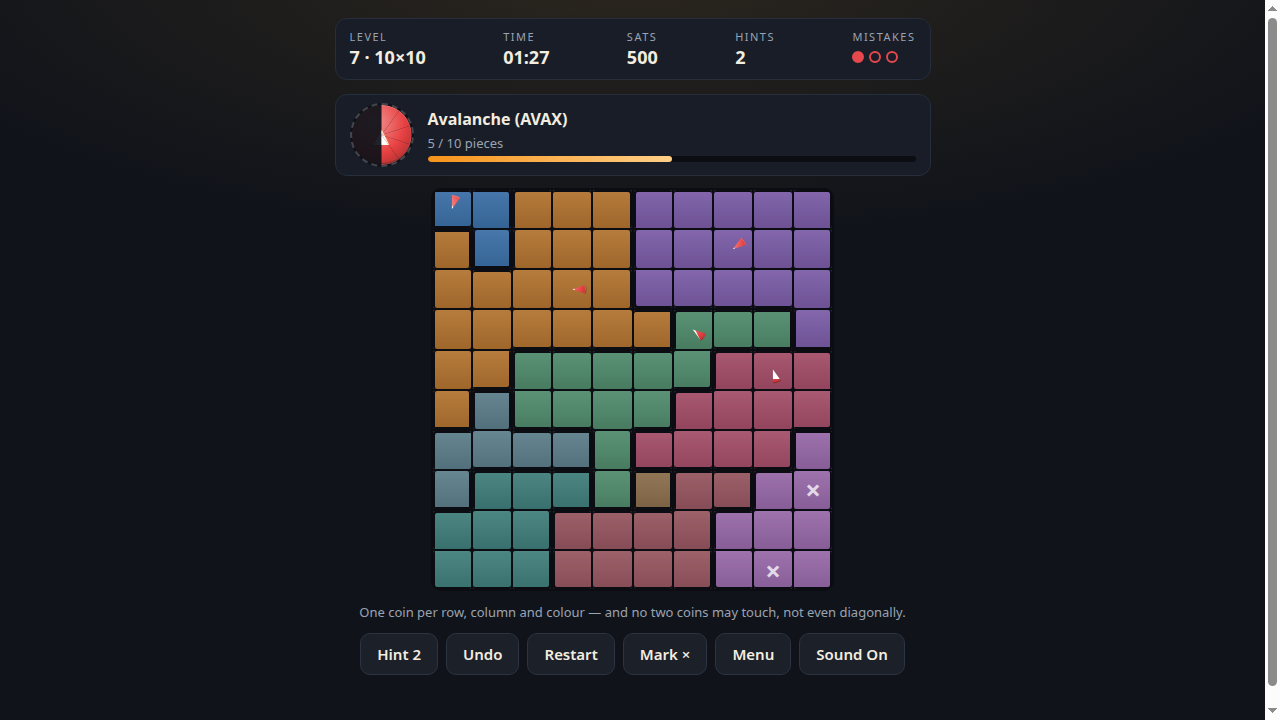 LEVEL TIME SATS HINTS MISTAKES
7 · 10×10 01:27 500 2
Avalanche (AVAX)
5 / 10 pieces
One coin per row, column and colour — and no two coins may touch, not even diagonally.
Hint 2 Undo Restart Mark × Menu Sound On